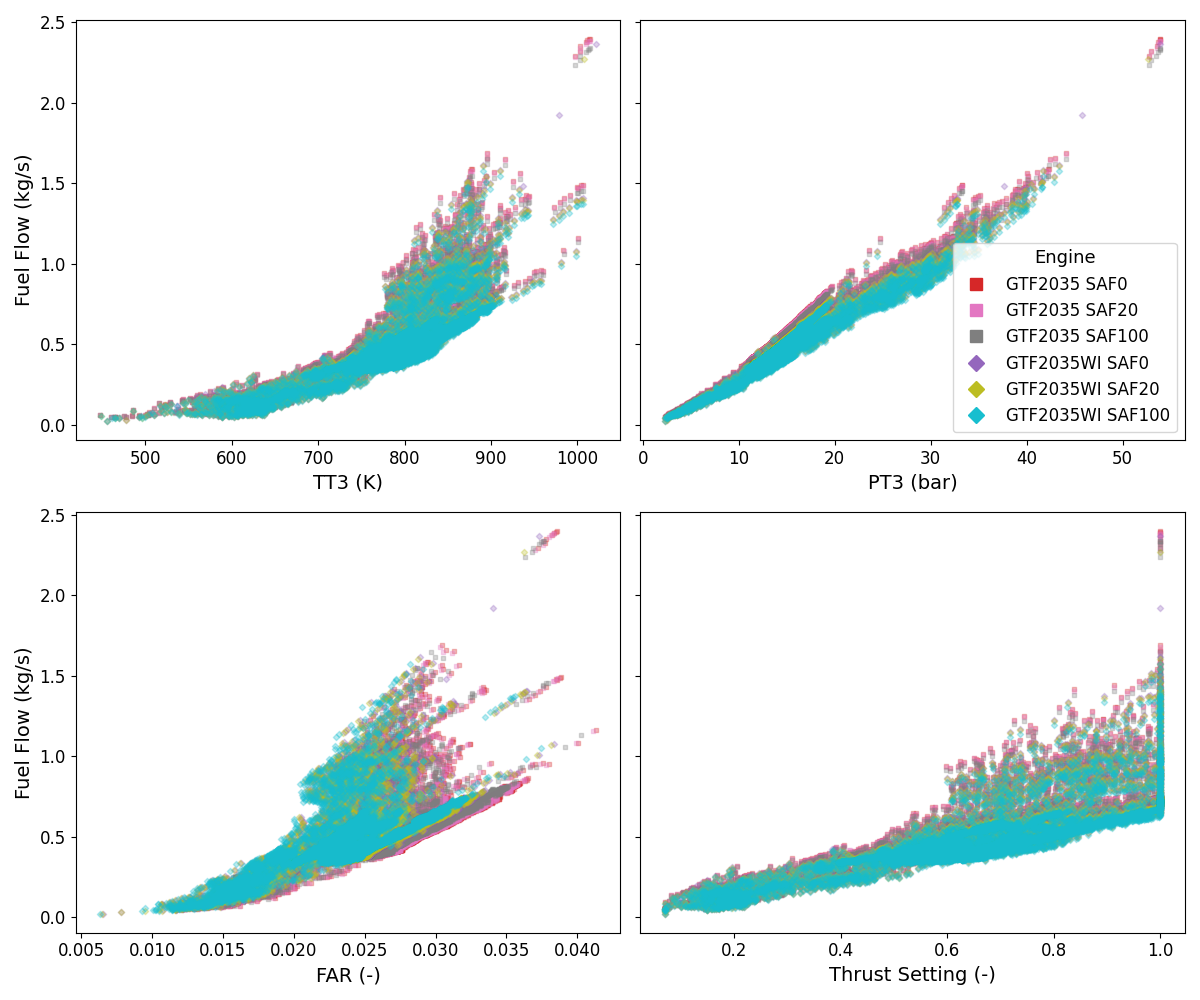 2.5
2.0
1.5
1.0
0.5
0.0
Fuel Flow (kg/s)
500 600 700 800 900 1000
TT3 (K)
0 10 20 30 40 50
PT3 (bar)
Engine
GTF2035 SAF0
GTF2035 SAF20
GTF2035 SAF100
GTF2035WI SAF0
GTF2035WI SAF20
GTF2035WI SAF100
2.5
2.0
1.5
1.0
0.5
0.0
Fuel Flow (kg/s)
0.005 0.010 0.015 0.020 0.025 0.030 0.035 0.040
FAR (-)
0.2 0.4 0.6 0.8 1.0
Thrust Setting (-)